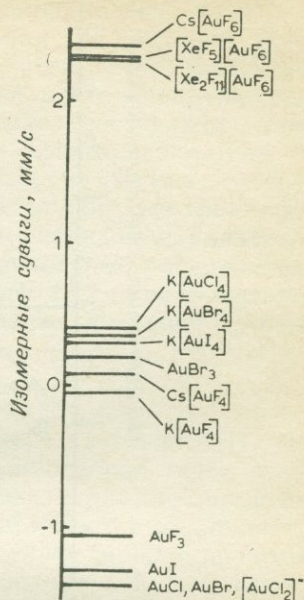 Cs[AuF₆]
[XeF₅][AuF₆]
[Xe₂F₁₁][AuF₆]
2
1
K[AuCl₄]
K[AuBr₄]
K[AuI₄]
AuBr₃
0
Cs[AuF₄]
K[AuF₄]
-1
AuF₃
AuI
AuCl, AuBr, [AuCl₂]⁻
Изомерные сдвиги, мм/с